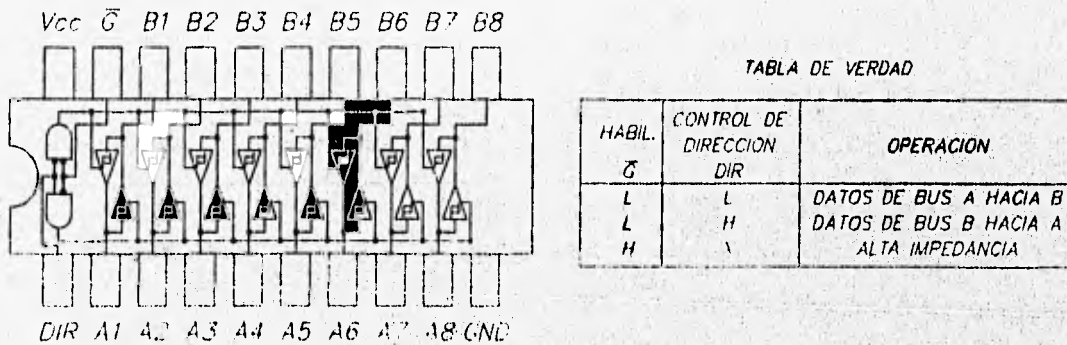 Vcc G̅ B1 B2 B3 B4 B5 B6 B7 B8
DIR A1 A2 A3 A4 A5 A6 A7 A8 GND
TABLA DE VERDAD
HABIL. G̅
CONTROL DE DIRECCION DIR
OPERACION
L L DATOS DE BUS A HACIA B
L H DATOS DE BUS B HACIA A
H \ ALTA IMPEDANCIA